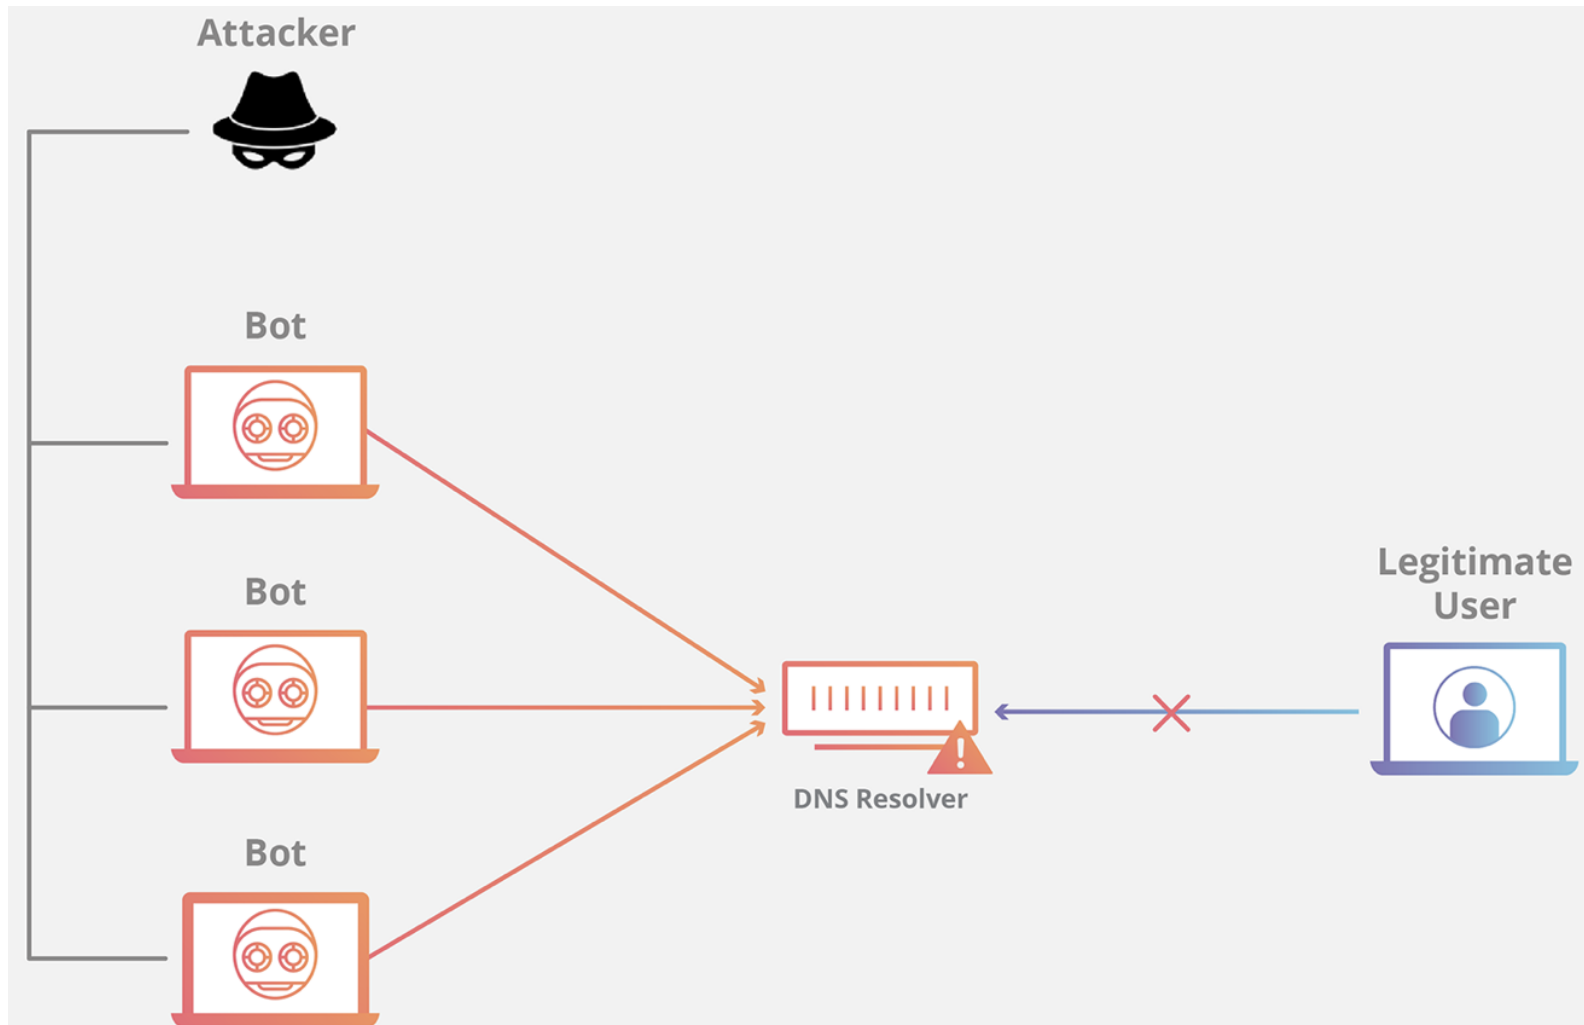 Attacker
Bot
Bot
Legitimate
User
DNS Resolver
Bot